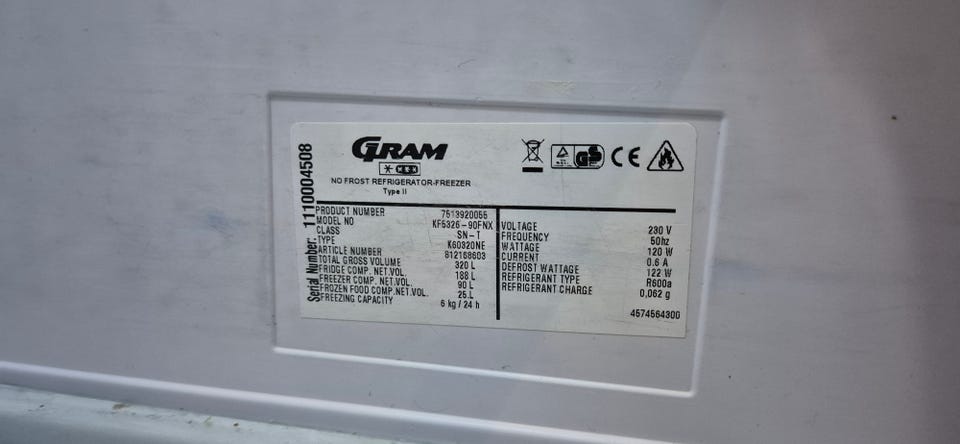 GRAM
NO FROST REFRIGERATOR-FREEZER
Type II
Serial Number: 1110004508
PRODUCT NUMBER 7513920055
MODEL NO KF5326-90FNX
CLASS SN-T
TYPE K60320NE
ARTICLE NUMBER 812168603
TOTAL GROSS VOLUME 320 L
FRIDGE COMP. NET.VOL. 188 L
FREEZER COMP. NET.VOL. 90 L
FROZEN FOOD COMP.NET.VOL. 25.L
FREEZING CAPACITY 6 kg / 24 h
VOLTAGE 230 V
FREQUENCY 50hz
WATTAGE 120 W
CURRENT 0.6 A
DEFROST WATTAGE 122 W
REFRIGERANT TYPE R600a
REFRIGERANT CHARGE 0,062 g
4574564300
GS
CE